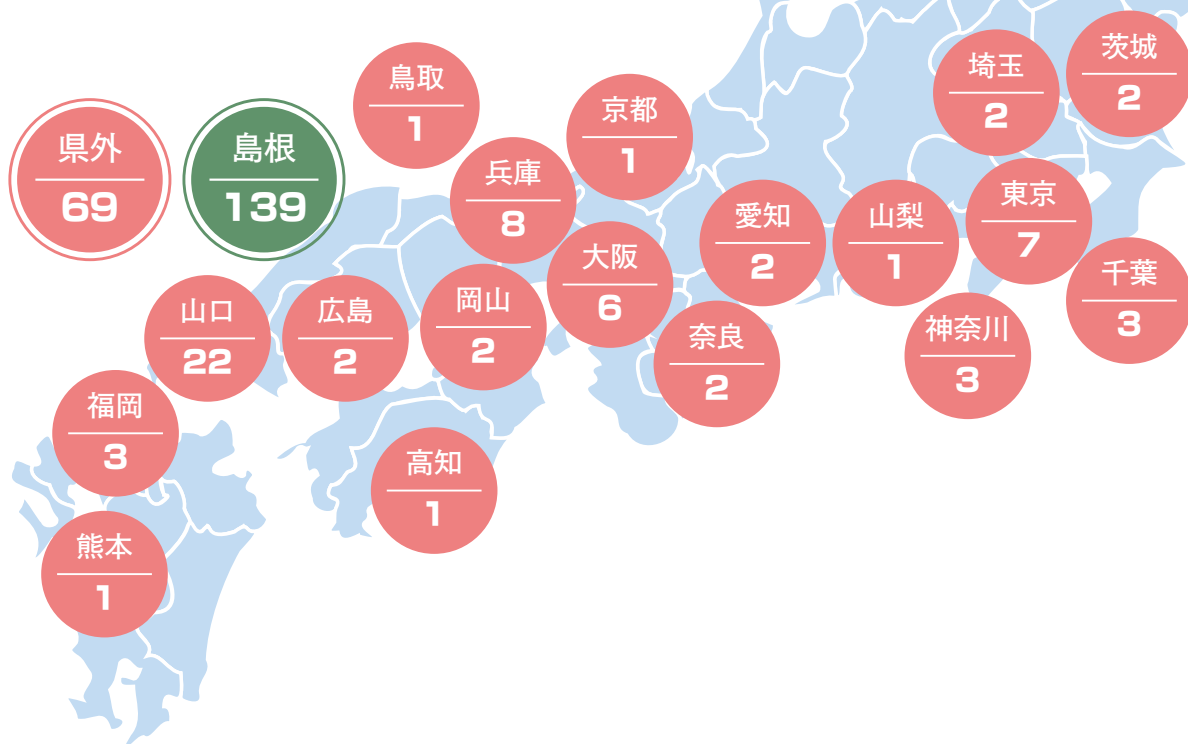 県外
69
島根
139
鳥取
1
京都
1
埼玉
2
茨城
2
兵庫
8
愛知
2
山梨
1
東京
7
大阪
6
千葉
3
山口
22
広島
2
岡山
2
奈良
2
神奈川
3
福岡
3
高知
1
熊本
1